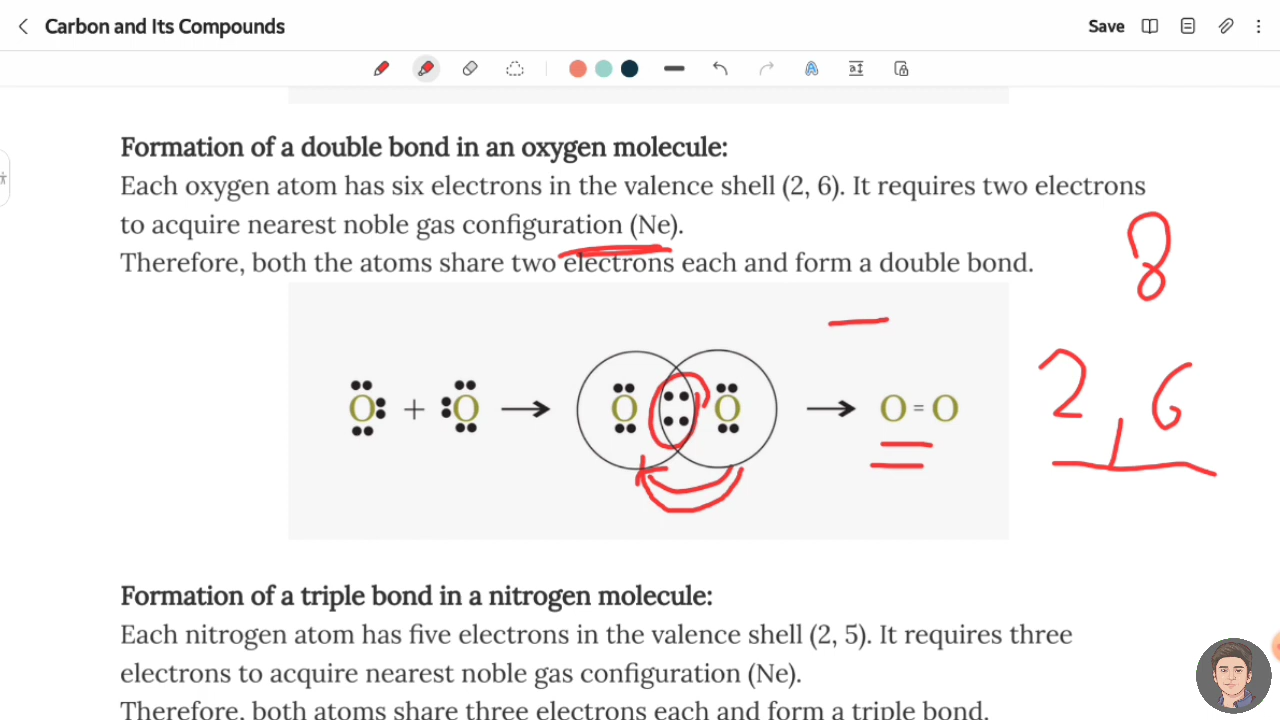 Carbon and Its Compounds
Save
Formation of a double bond in an oxygen molecule:
Each oxygen atom has six electrons in the valence shell (2, 6). It requires two electrons
to acquire nearest noble gas configuration (Ne).
Therefore, both the atoms share two electrons each and form a double bond.
8
2, 6
O + O → O O → O = O
Formation of a triple bond in a nitrogen molecule:
Each nitrogen atom has five electrons in the valence shell (2, 5). It requires three
electrons to acquire nearest noble gas configuration (Ne).
Therefore, both atoms share three electrons each and form a triple bond.